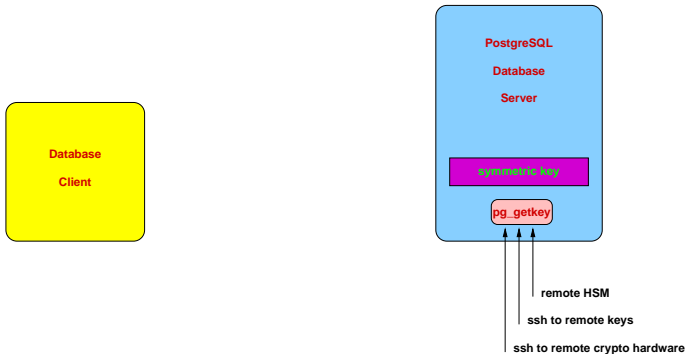 PostgreSQL
Database
Server
Database
Client
symmetric key
pg_getkey
remote HSM
ssh to remote keys
ssh to remote crypto hardware